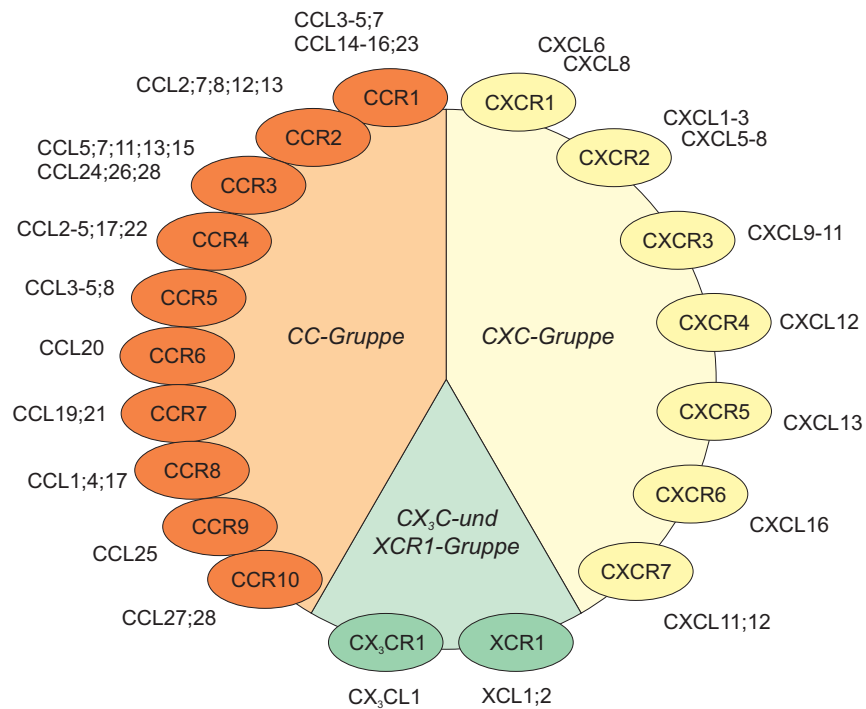 CCL3-5;7
CCL14-16;23
CCR1
CCL2;7;8;12;13
CCR2
CCL5;7;11;13;15
CCL24;26;28
CCR3
CCL2-5;17;22
CCR4
CCL3-5;8
CCR5
CCL20
CCR6
CCL19;21
CCR7
CCL1;4;17
CCR8
CCL25
CCR9
CCL27;28
CCR10
CC-Gruppe
CXCL6
CXCL8
CXCR1
CXCL1-3
CXCL5-8
CXCR2
CXCR3
CXCL9-11
CXCR4
CXCL12
CXCR5
CXCL13
CXCR6
CXCL16
CXCR7
CXCL11;12
CXC-Gruppe
CX₃C-und
XCR1-Gruppe
CX₃CR1
CX₃CL1
XCR1
XCL1;2